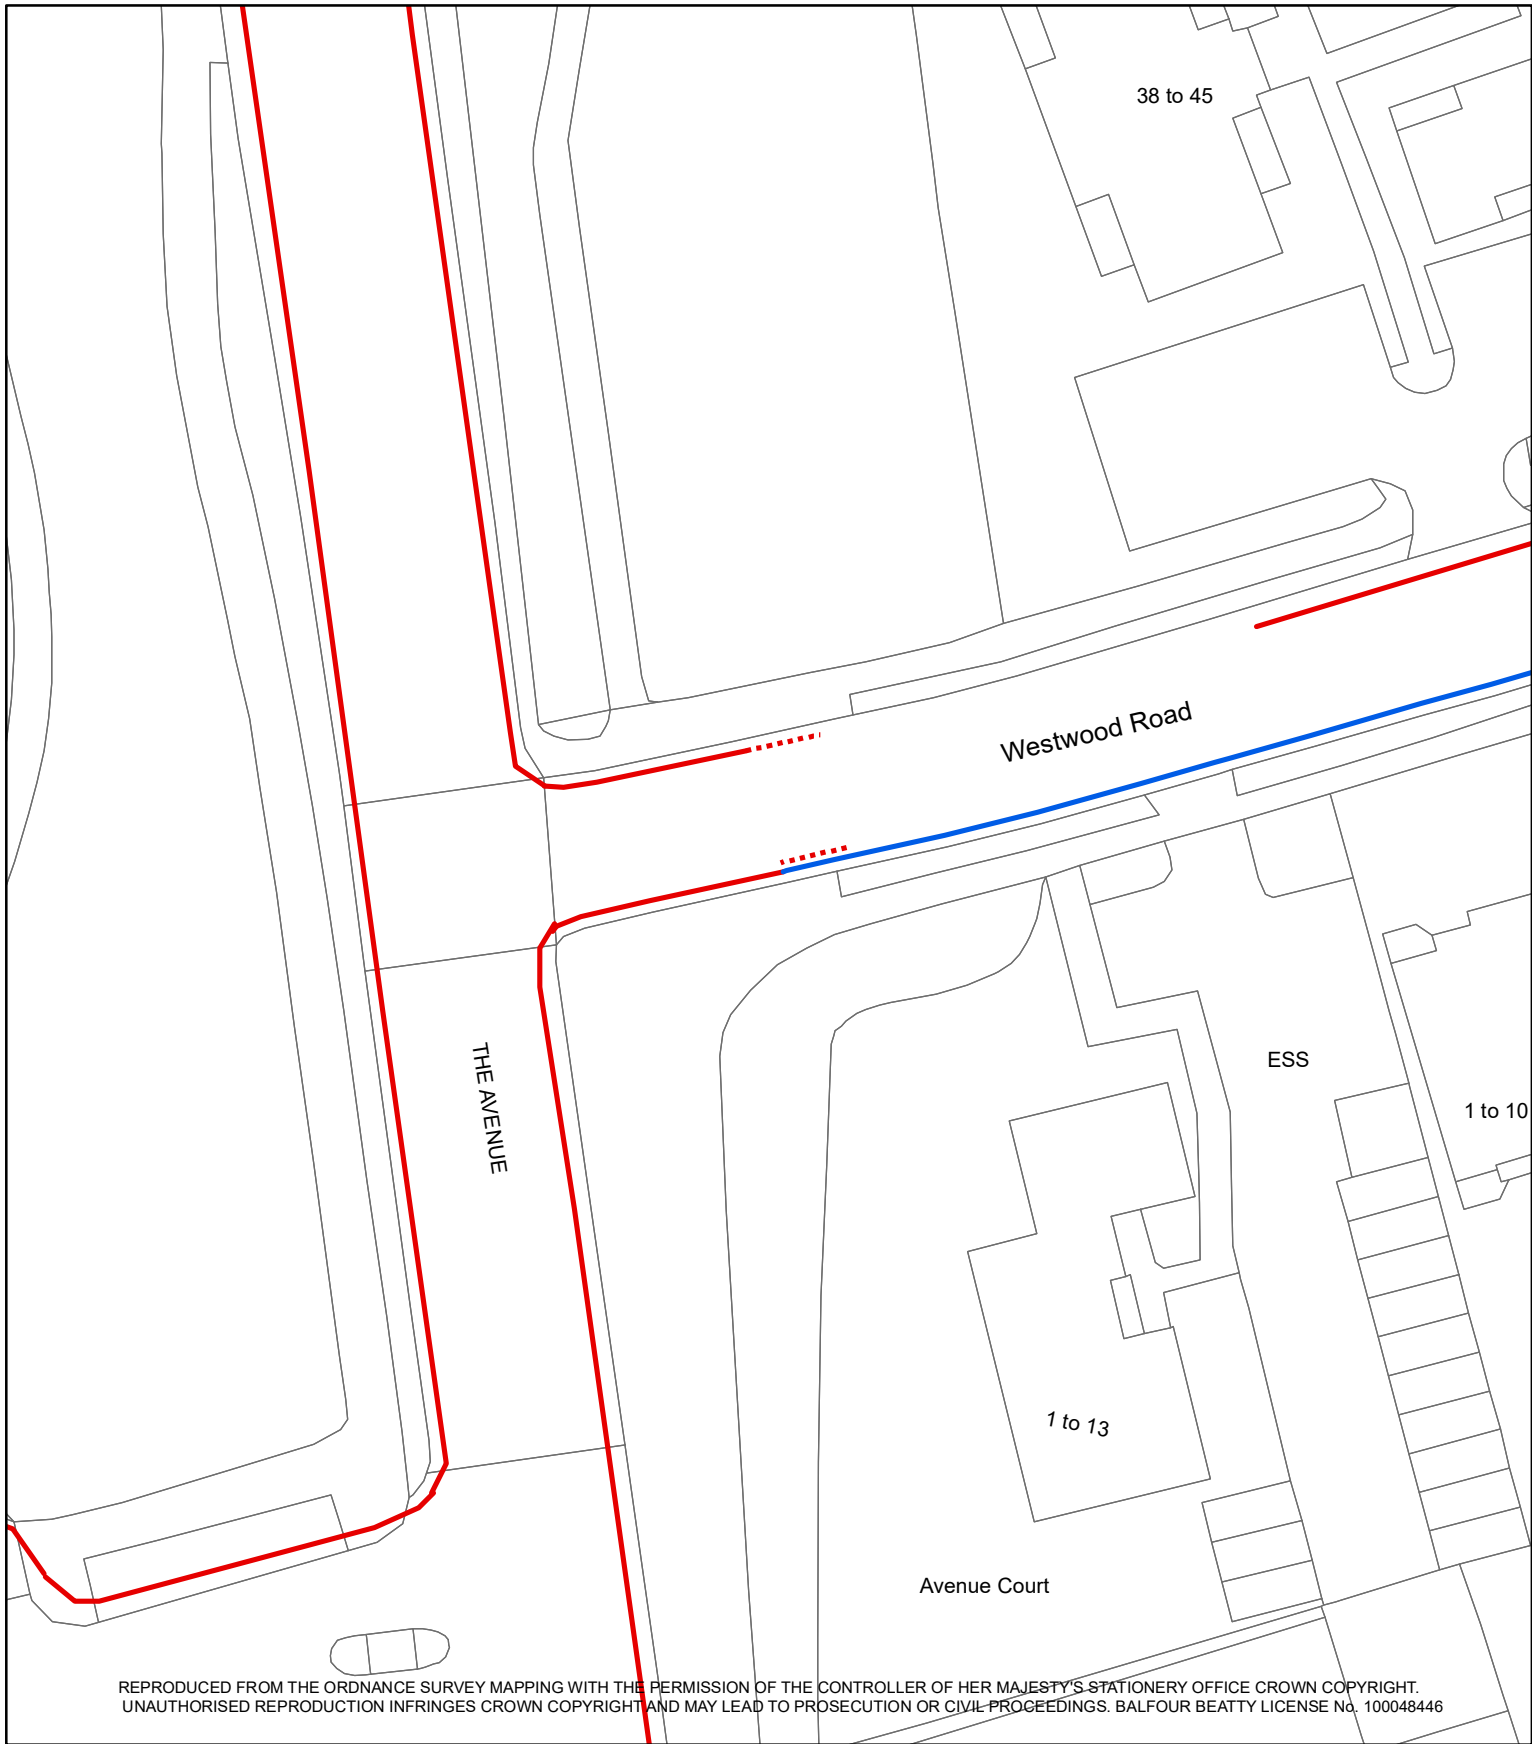 38 to 45
Westwood Road
THE AVENUE
ESS
1 to 10
1 to 13
Avenue Court
REPRODUCED FROM THE ORDNANCE SURVEY MAPPING WITH THE PERMISSION OF THE CONTROLLER OF HER MAJESTY'S STATIONERY OFFICE CROWN COPYRIGHT.
UNAUTHORISED REPRODUCTION INFRINGES CROWN COPYRIGHT AND MAY LEAD TO PROSECUTION OR CIVIL PROCEEDINGS. BALFOUR BEATTY LICENSE No. 100048446